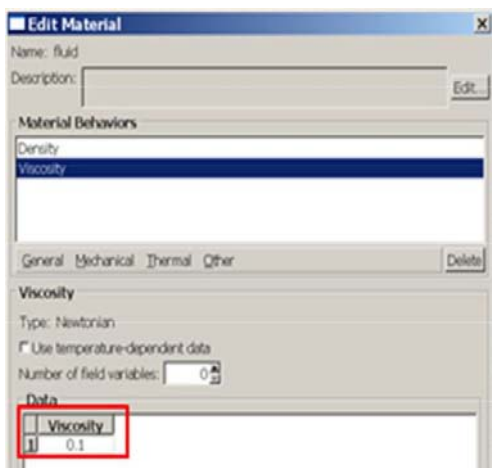 Edit Material
Name: fluid
Description:
Edit...
Material Behaviors
Density
Viscosity
General Mechanical Thermal Other Delete
Viscosity
Type: Newtonian
Use temperature-dependent data
Number of field variables: 0
Data
Viscosity
1 0.1